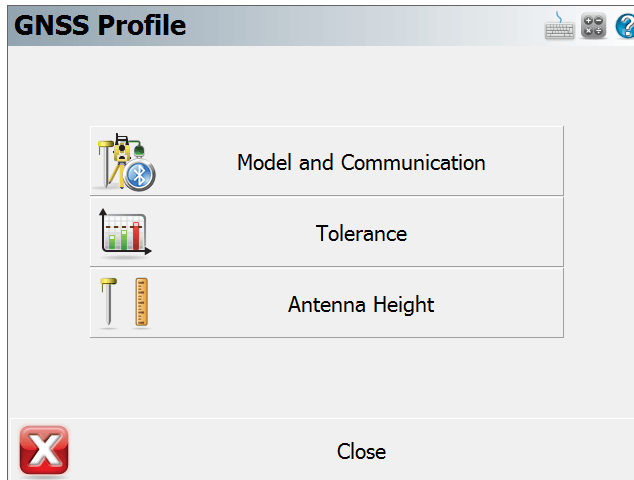 GNSS Profile
Model and Communication
Tolerance
Antenna Height
Close